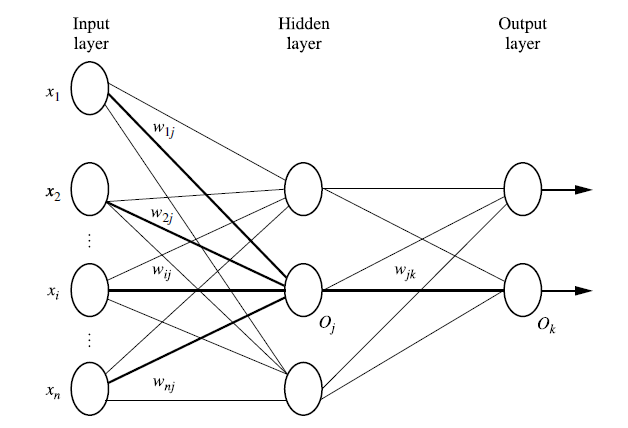 Input
layer
Hidden
layer
Output
layer
x1
w1j
x2
w2j
⋮
xi
wij
wjk
Oj
Ok
⋮
xn
wnj